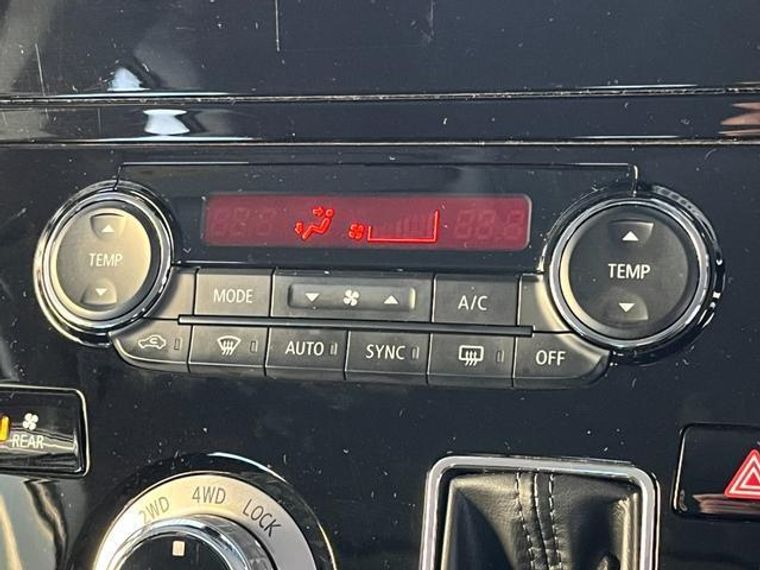 TEMP
MODE
A/C
TEMP
AUTO
SYNC
OFF
REAR
2WD
4WD
LOCK